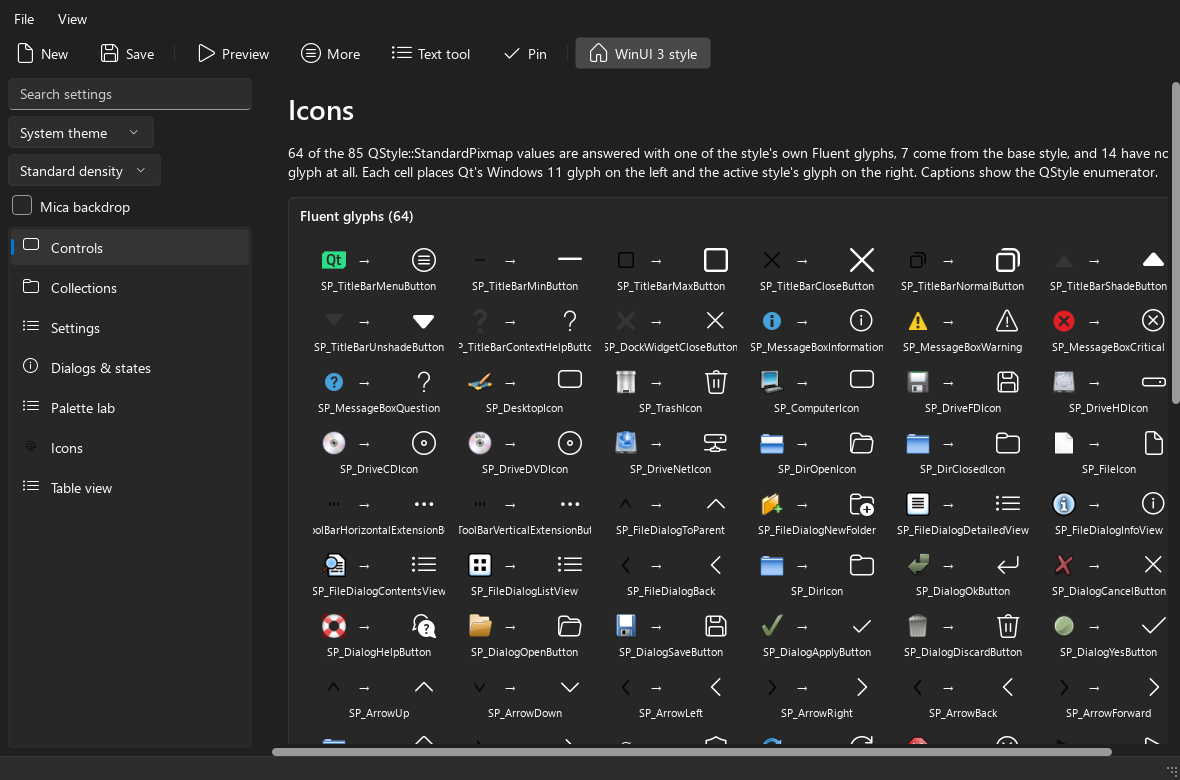 File View
New Save Preview More Text tool Pin WinUI 3 style
Search settings
System theme
Standard density
Mica backdrop
Controls
Collections
Settings
Dialogs & states
Palette lab
Icons
Table view
Icons
64 of the 85 QStyle::StandardPixmap values are answered with one of the style's own Fluent glyphs, 7 come from the base style, and 14 have no
glyph at all. Each cell places Qt's Windows 11 glyph on the left and the active style's glyph on the right. Captions show the QStyle enumerator.
Fluent glyphs (64)
Qt → → → → → →
SP_TitleBarMenuButton SP_TitleBarMinButton SP_TitleBarMaxButton SP_TitleBarCloseButton SP_TitleBarNormalButton SP_TitleBarShadeButton
→ → → → → →
SP_TitleBarUnshadeButton P_TitleBarContextHelpButto SP_DockWidgetCloseButton SP_MessageBoxInformation SP_MessageBoxWarning SP_MessageBoxCritical
→ → → → → →
SP_MessageBoxQuestion SP_DesktopIcon SP_TrashIcon SP_ComputerIcon SP_DriveFDIcon SP_DriveHDIcon
→ → → → → →
SP_DriveCDIcon SP_DriveDVDIcon SP_DriveNetIcon SP_DirOpenIcon SP_DirClosedIcon SP_FileIcon
→ → → → → →
oolBarHorizontalExtensionB ToolBarVerticalExtensionBut SP_FileDialogToParent SP_FileDialogNewFolder SP_FileDialogDetailedView SP_FileDialogInfoView
→ → → → → →
SP_FileDialogContentsView SP_FileDialogListView SP_FileDialogBack SP_DirIcon SP_DialogOkButton SP_DialogCancelButton
→ → → → → →
SP_DialogHelpButton SP_DialogOpenButton SP_DialogSaveButton SP_DialogApplyButton SP_DialogDiscardButton SP_DialogYesButton
→ → → → → →
SP_ArrowUp SP_ArrowDown SP_ArrowLeft SP_ArrowRight SP_ArrowBack SP_ArrowForward